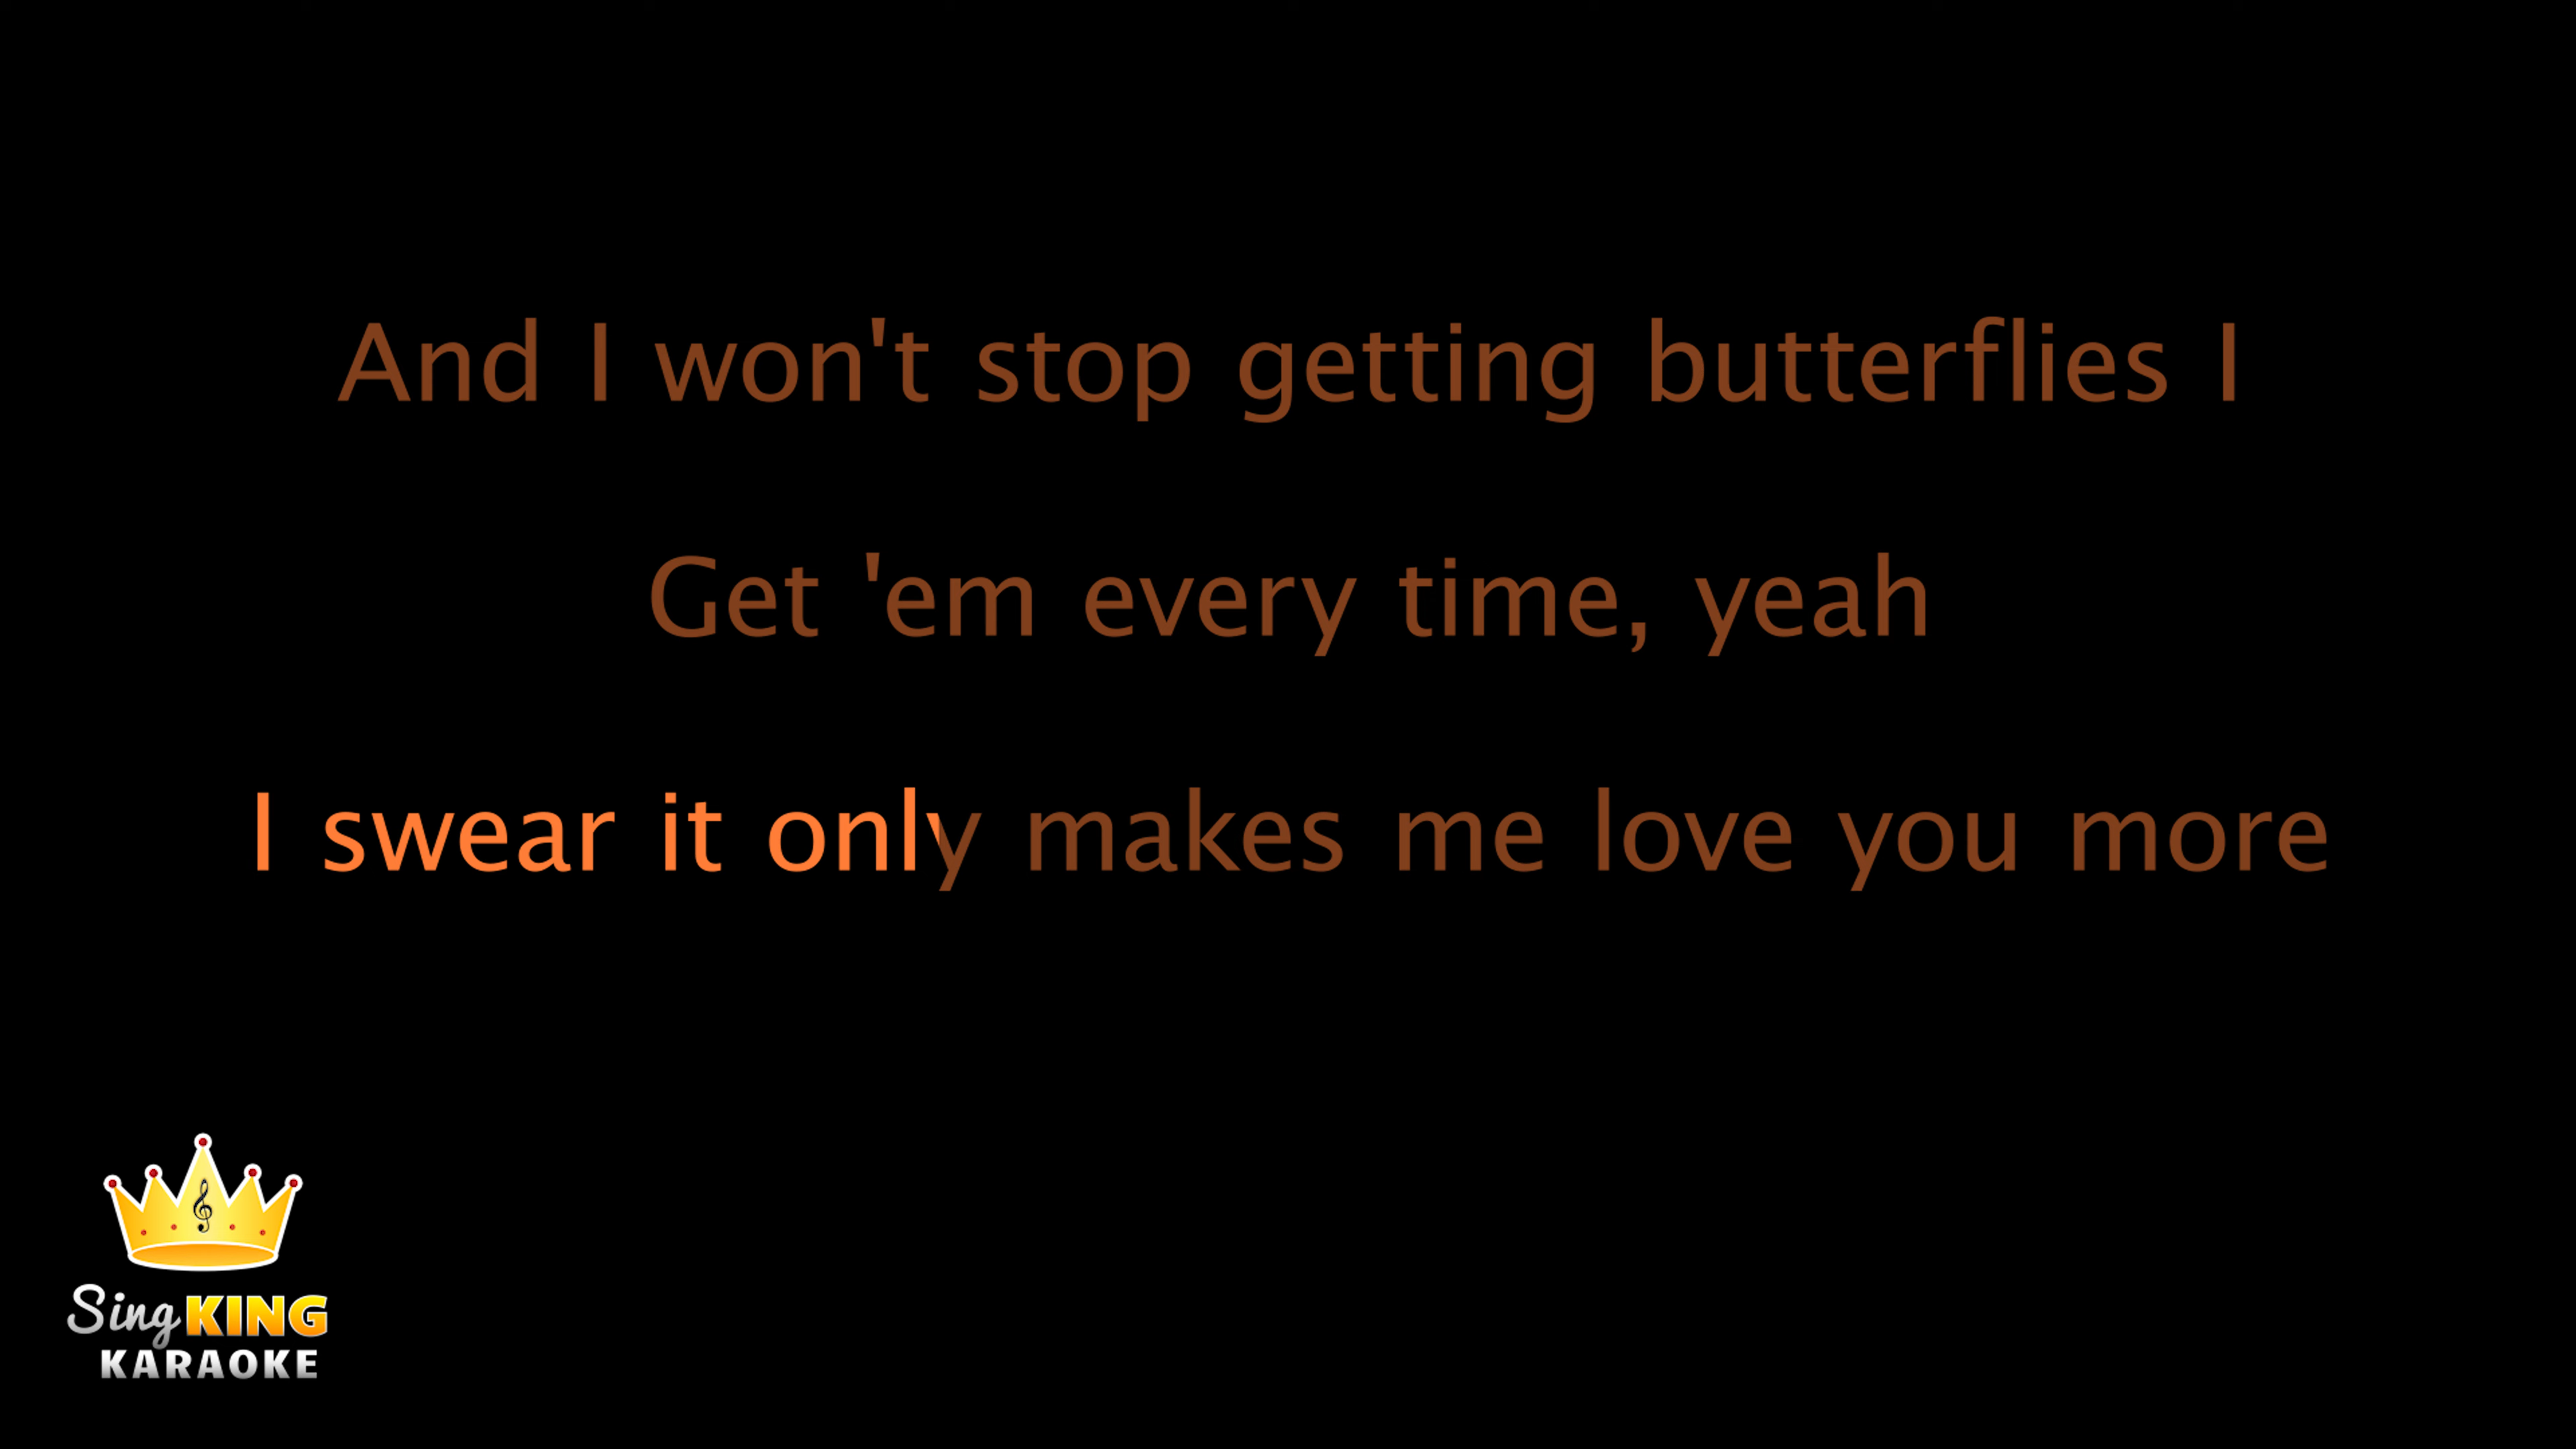 And I won't stop getting butterflies I
Get 'em every time, yeah
I swear it only makes me love you more
Sing KING
KARAOKE